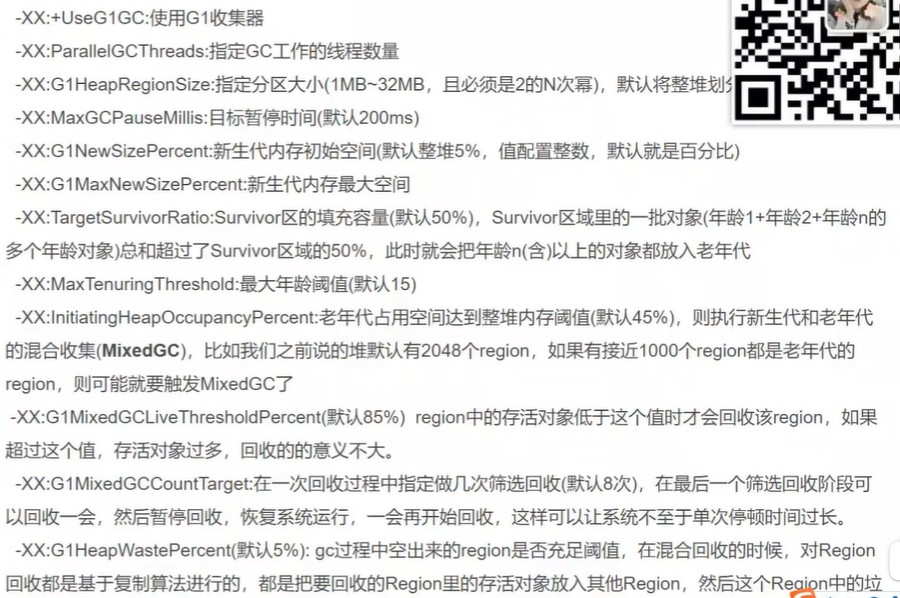 -XX:+UseG1GC:使用G1收集器
-XX:ParallelGCThreads:指定GC工作的线程数量
-XX:G1HeapRegionSize:指定分区大小(1MB~32MB，且必须是2的N次幂)，默认将整堆划
-XX:MaxGCPauseMillis:目标暂停时间(默认200ms)
-XX:G1NewSizePercent:新生代内存初始空间(默认整堆5%，值配置整数，默认就是百分比)
-XX:G1MaxNewSizePercent:新生代内存最大空间
-XX:TargetSurvivorRatio:Survivor区的填充容量(默认50%)，Survivor区域里的一批对象(年龄1+年龄2+年龄n的
多个年龄对象)总和超过了Survivor区域的50%，此时就会把年龄n(含)以上的对象都放入老年代
-XX:MaxTenuringThreshold:最大年龄阈值(默认15)
-XX:InitiatingHeapOccupancyPercent:老年代占用空间达到整堆内存阈值(默认45%)，则执行新生代和老年代
的混合收集(MixedGC)，比如我们之前说的堆默认有2048个region，如果有接近1000个region都是老年代的
region，则可能就要触发MixedGC了
-XX:G1MixedGCLiveThresholdPercent(默认85%) region中的存活对象低于这个值时才会回收该region，如果
超过这个值，存活对象过多，回收的的意义不大。
-XX:G1MixedGCCountTarget:在一次回收过程中指定做几次筛选回收(默认8次)，在最后一个筛选回收阶段可
以回收一会，然后暂停回收，恢复系统运行，一会再开始回收，这样可以让系统不至于单次停顿时间过长。
-XX:G1HeapWastePercent(默认5%): gc过程中空出来的region是否充足阈值，在混合回收的时候，对Region
回收都是基于复制算法进行的，都是把要回收的Region里的存活对象放入其他Region，然后这个Region中的垃